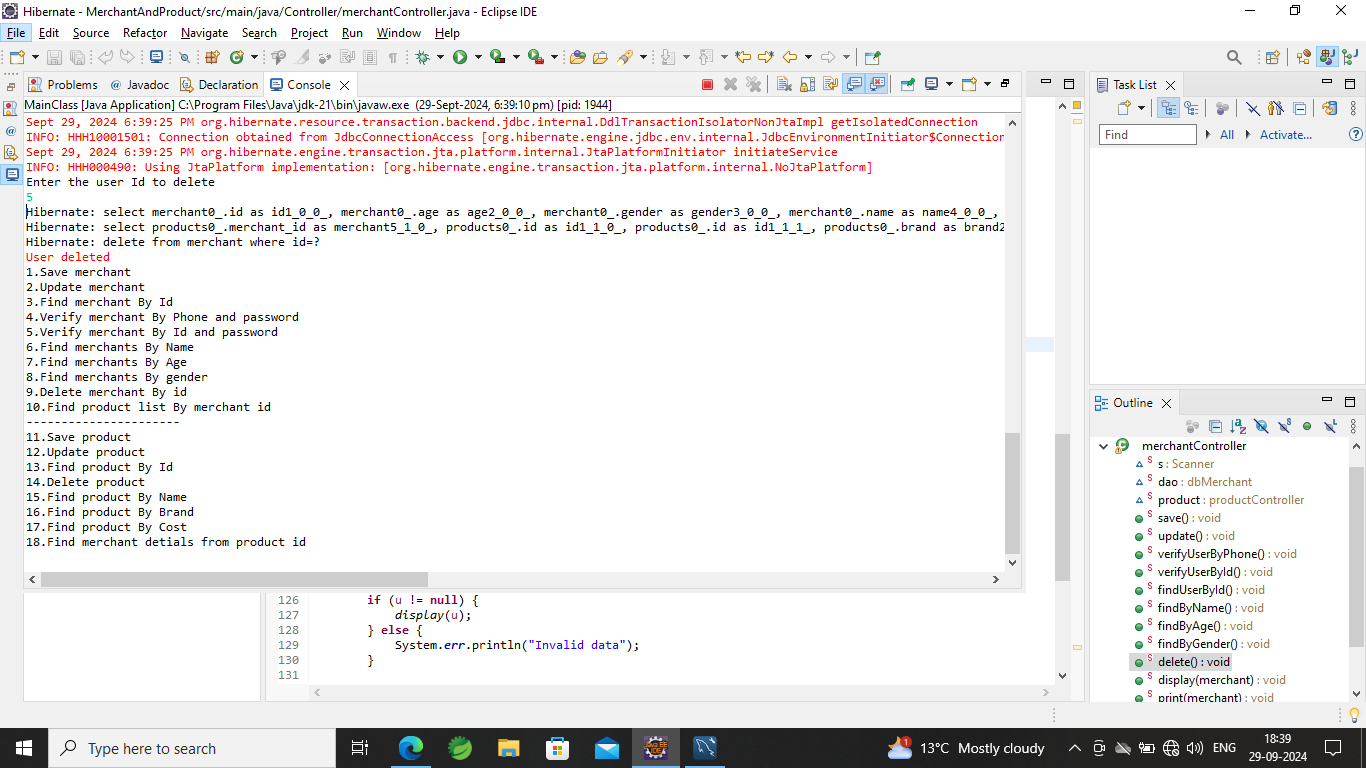 Hibernate - MerchantAndProduct/src/main/java/Controller/merchantController.java - Eclipse IDE
File Edit Source Refactor Navigate Search Project Run Window Help
Problems Javadoc Declaration Console
MainClass [Java Application] C:\Program Files\Java\jdk-21\bin\javaw.exe (29-Sept-2024, 6:39:10 pm) [pid: 1944]
Sept 29, 2024 6:39:25 PM org.hibernate.resource.transaction.backend.jdbc.internal.DdlTransactionIsolatorNonJtaImpl getIsolatedConnection
INFO: HHH10001501: Connection obtained from JdbcConnectionAccess [org.hibernate.engine.jdbc.env.internal.JdbcEnvironmentInitiator$Connection
Sept 29, 2024 6:39:25 PM org.hibernate.engine.transaction.jta.platform.internal.JtaPlatformInitiator initiateService
INFO: HHH000490: Using JtaPlatform implementation: [org.hibernate.engine.transaction.jta.platform.internal.NoJtaPlatform]
Enter the user Id to delete
5
Hibernate: select merchant0_.id as id1_0_0_, merchant0_.age as age2_0_0_, merchant0_.gender as gender3_0_0_, merchant0_.name as name4_0_0_,
Hibernate: select products0_.merchant_id as merchant5_1_0_, products0_.id as id1_1_0_, products0_.id as id1_1_1_, products0_.brand as brand2
Hibernate: delete from merchant where id=?
User deleted
1.Save merchant
2.Update merchant
3.Find merchant By Id
4.Verify merchant By Phone and password
5.Verify merchant By Id and password
6.Find merchants By Name
7.Find merchants By Age
8.Find merchants By gender
9.Delete merchant By id
10.Find product list By merchant id
----------------------
11.Save product
12.Update product
13.Find product By Id
14.Delete product
15.Find product By Name
16.Find product By Brand
17.Find product By Cost
18.Find merchant detials from product id
126 if (u != null) {
127 display(u);
128 } else {
129 System.err.println("Invalid data");
130 }
131
Task List
Find All Activate...
Outline
merchantController
s : Scanner
dao : dbMerchant
product : productController
save() : void
update() : void
verifyUserByPhone() : void
verifyUserById() : void
findUserById() : void
findByName() : void
findByAge() : void
findByGender() : void
delete() : void
display(merchant) : void
print(merchant) : void
Type here to search
1
13°C Mostly cloudy
ENG
18:39
29-09-2024